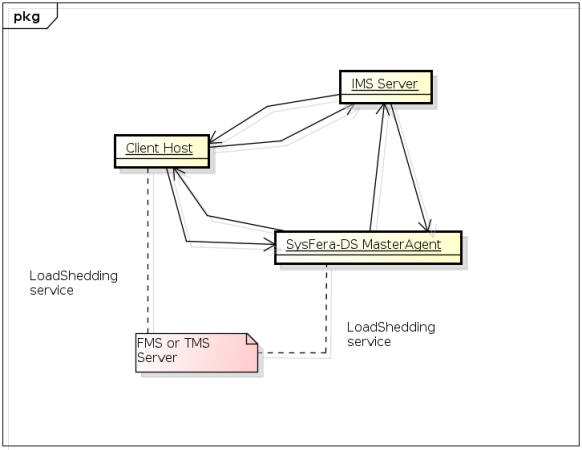 pkg
IMS Server
Client Host
SysFera-DS MasterAgent
LoadShedding
service
LoadShedding
service
FMS or TMS
Server